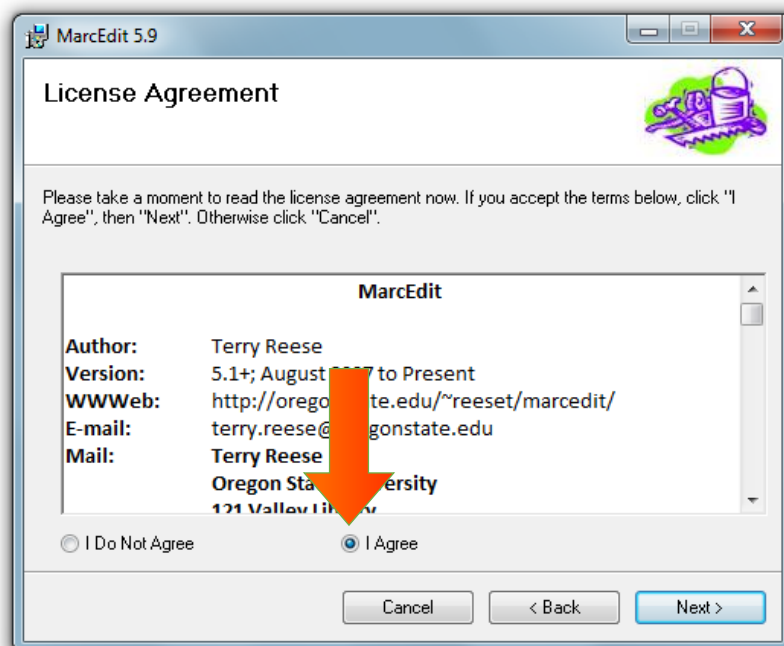 MarcEdit 5.9
License Agreement
Please take a moment to read the license agreement now. If you accept the terms below, click "I
Agree", then "Next". Otherwise click "Cancel".
MarcEdit
Author: Terry Reese
Version: 5.1+; August to Present
WWWeb: http://orego te.edu/~reeset/marcedit/
E-mail: terry.reese@ gonstate.edu
Mail: Terry Reese
Oregon Sta ersity
121 Valley
I Do Not Agree I Agree
Cancel < Back Next >